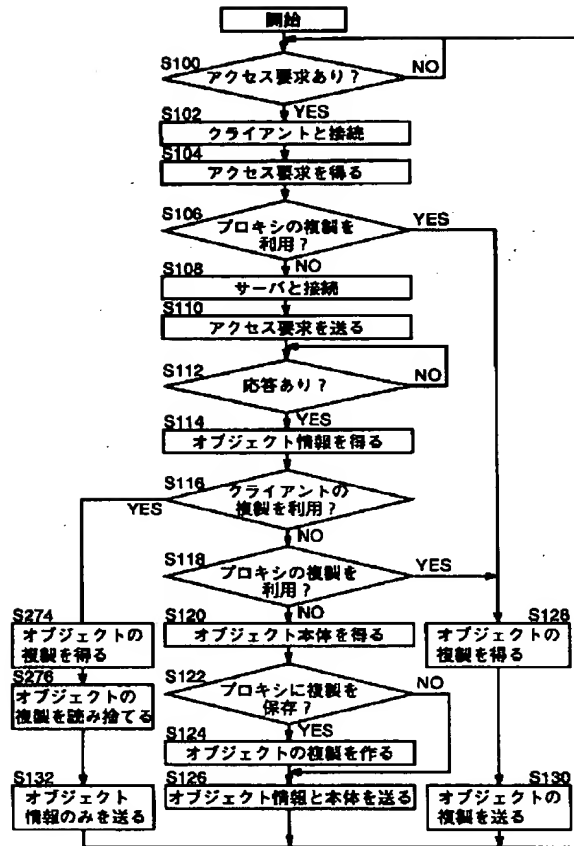 開始
S100
アクセス要求あり？
NO
YES
S102
クライアントと接続
S104
アクセス要求を得る
S106
プロキシの複製を
利用？
YES
NO
S108
サーバと接続
S110
アクセス要求を送る
S112
応答あり？
NO
YES
S114
オブジェクト情報を得る
S116
クライアントの
複製を利用？
YES
NO
S118
プロキシの複製を
利用？
YES
NO
S274
オブジェクトの
複製を得る
S120
オブジェクト本体を得る
S128
オブジェクトの
複製を得る
S276
オブジェクトの
複製を読み捨てる
S122
プロキシに複製を
保存？
NO
YES
S124
オブジェクトの複製を作る
S132
オブジェクト
情報のみを送る
S126
オブジェクト情報と本体を送る
S130
オブジェクトの
複製を送る